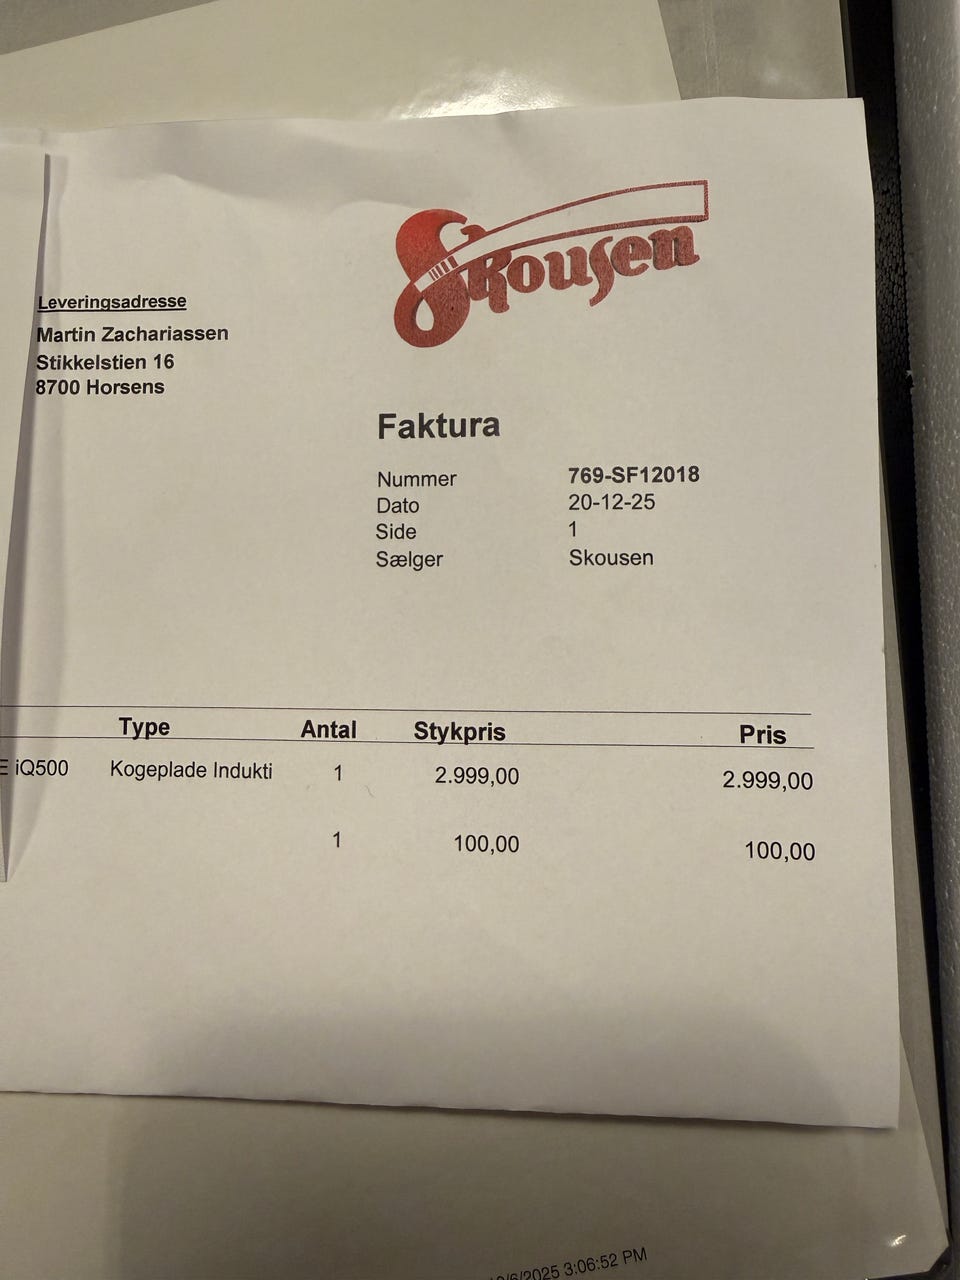 Skousen
Leveringsadresse
Martin Zachariassen
Stikkelstien 16
8700 Horsens
Faktura
Nummer 769-SF12018
Dato 20-12-25
Side 1
Sælger Skousen
Type Antal Stykpris Pris
E iQ500 Kogeplade Indukti 1 2.999,00 2.999,00
1 100,00 100,00
/6/2025 3:06:52 PM